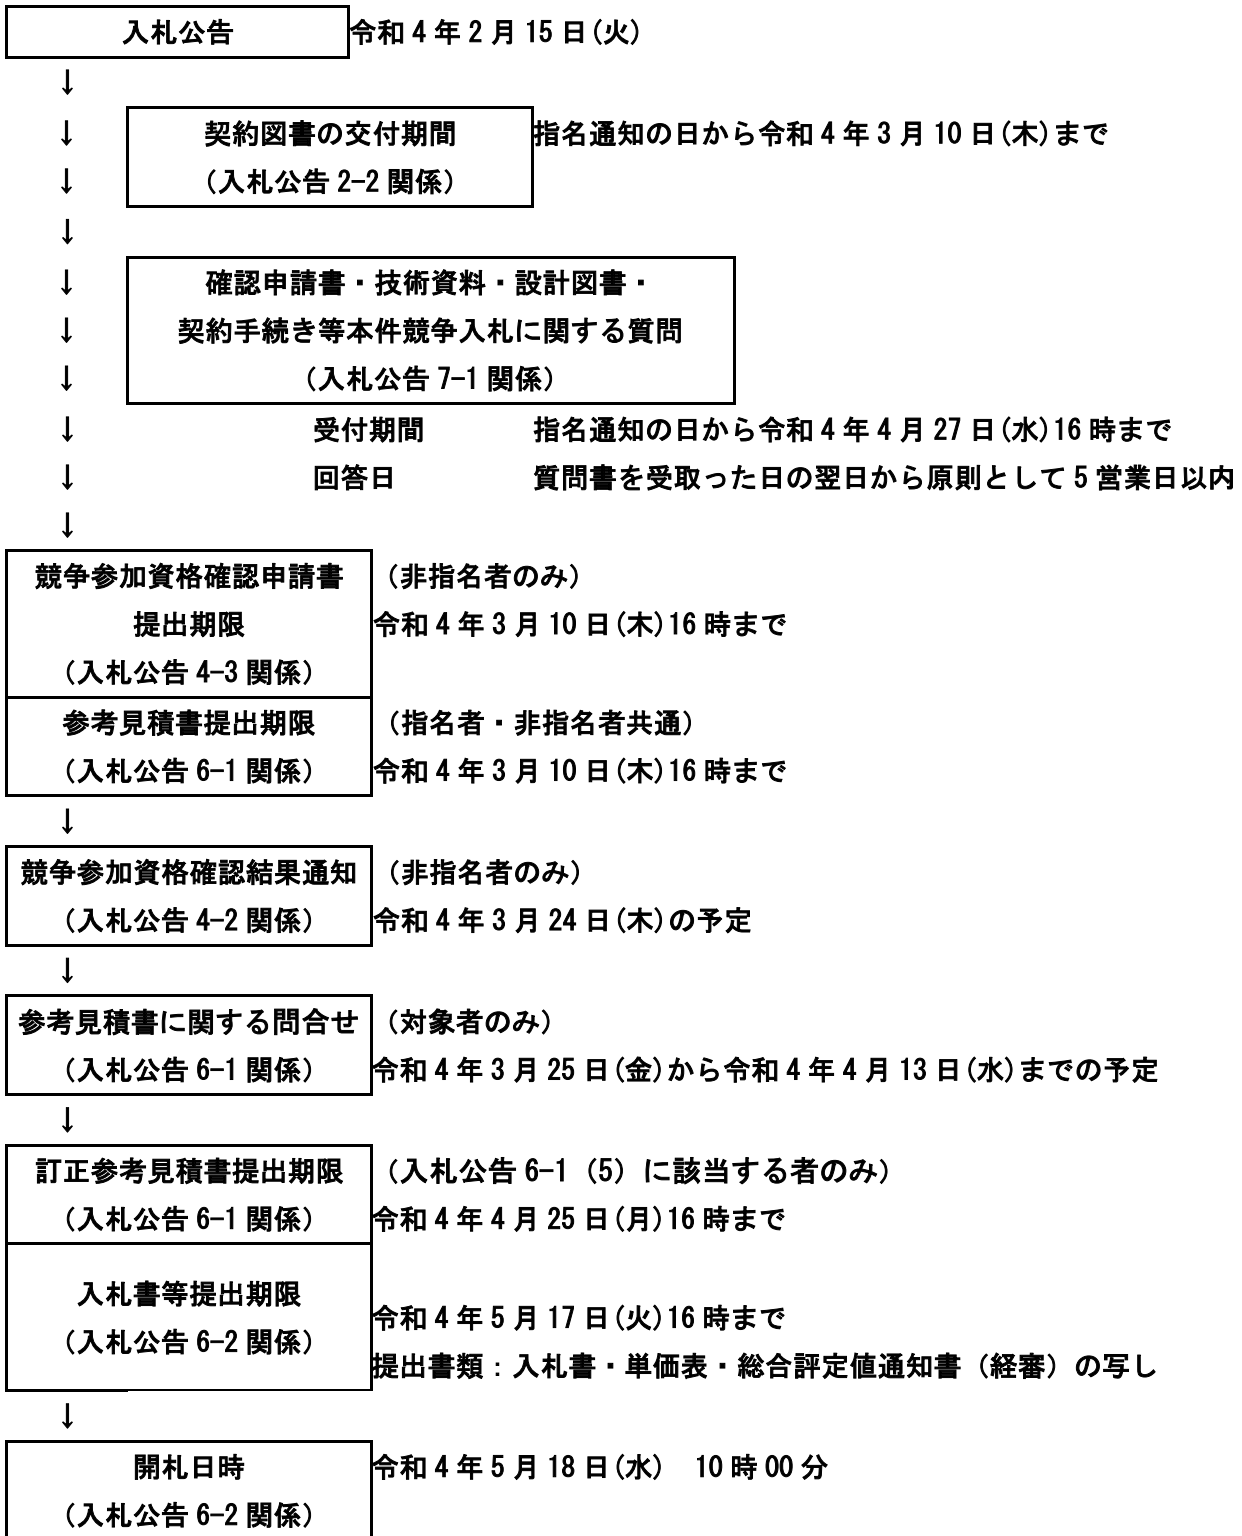 入札公告 令和4年2月15日(火)
↓
↓ 契約図書の交付期間 指名通知の日から令和4年3月10日(木)まで
↓ (入札公告2-2関係)
↓
↓ 確認申請書・技術資料・設計図書・
↓ 契約手続き等本件競争入札に関する質問
↓ (入札公告7-1関係)
↓ 受付期間 指名通知の日から令和4年4月27日(水)16時まで
↓ 回答日 質問書を受取った日の翌日から原則として5営業日以内
↓
競争参加資格確認申請書 (非指名者のみ)
提出期限 令和4年3月10日(木)16時まで
(入札公告4-3関係)
参考見積書提出期限 (指名者・非指名者共通)
(入札公告6-1関係) 令和4年3月10日(木)16時まで
↓
競争参加資格確認結果通知 (非指名者のみ)
(入札公告4-2関係) 令和4年3月24日(木)の予定
↓
参考見積書に関する問合せ (対象者のみ)
(入札公告6-1関係) 令和4年3月25日(金)から令和4年4月13日(水)までの予定
↓
訂正参考見積書提出期限 (入札公告6-1(5)に該当する者のみ)
(入札公告6-1関係) 令和4年4月25日(月)16時まで
入札書等提出期限
令和4年5月17日(火)16時まで
(入札公告6-2関係)
提出書類:入札書・単価表・総合評定値通知書(経審)の写し
↓
開札日時 令和4年5月18日(水) 10時00分
(入札公告6-2関係)